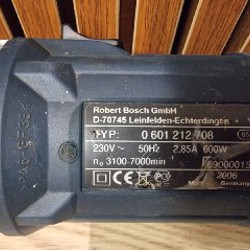 Robert Bosch GmbH
D-70745 Leinfelden-Echterdingen
TYP: 0 601 212 708
230V ~ 50Hz 2,85A 600W
n₀ 3100-7000min
69000015
2006
Germany